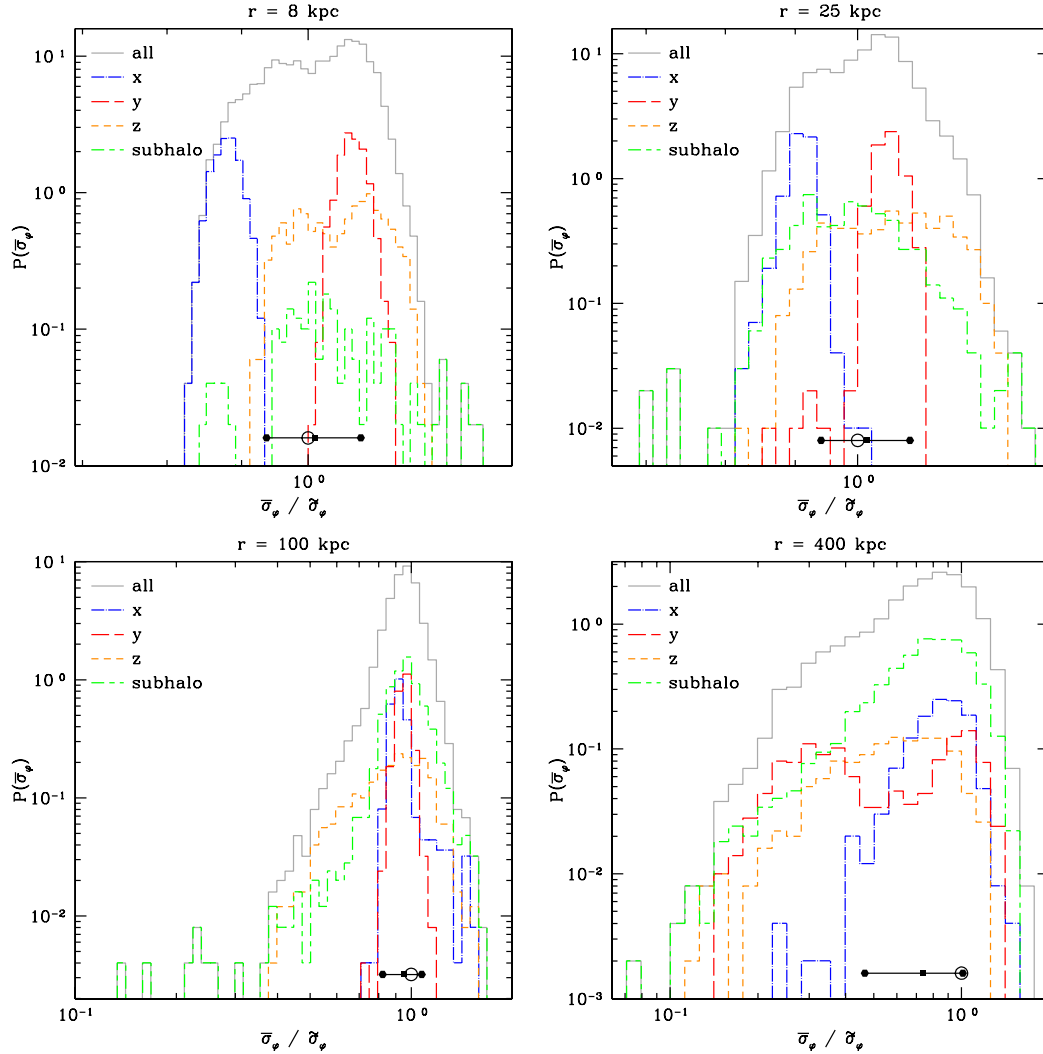 r = 8 kpc
all
x
y
z
subhalo
P(σ̅φ)
10¹
10⁰
10⁻¹
10⁻²
10⁰
σ̅φ / σ̃φ
r = 25 kpc
all
x
y
z
subhalo
P(σ̅φ)
10¹
10⁰
10⁻¹
10⁻²
10⁰
σ̅φ / σ̃φ
r = 100 kpc
all
x
y
z
subhalo
P(σ̅φ)
10¹
10⁰
10⁻¹
10⁻²
10⁻¹ 10⁰
σ̅φ / σ̃φ
r = 400 kpc
all
x
y
z
subhalo
P(σ̅φ)
10⁰
10⁻¹
10⁻²
10⁻³
10⁻¹ 10⁰
σ̅φ / σ̃φ